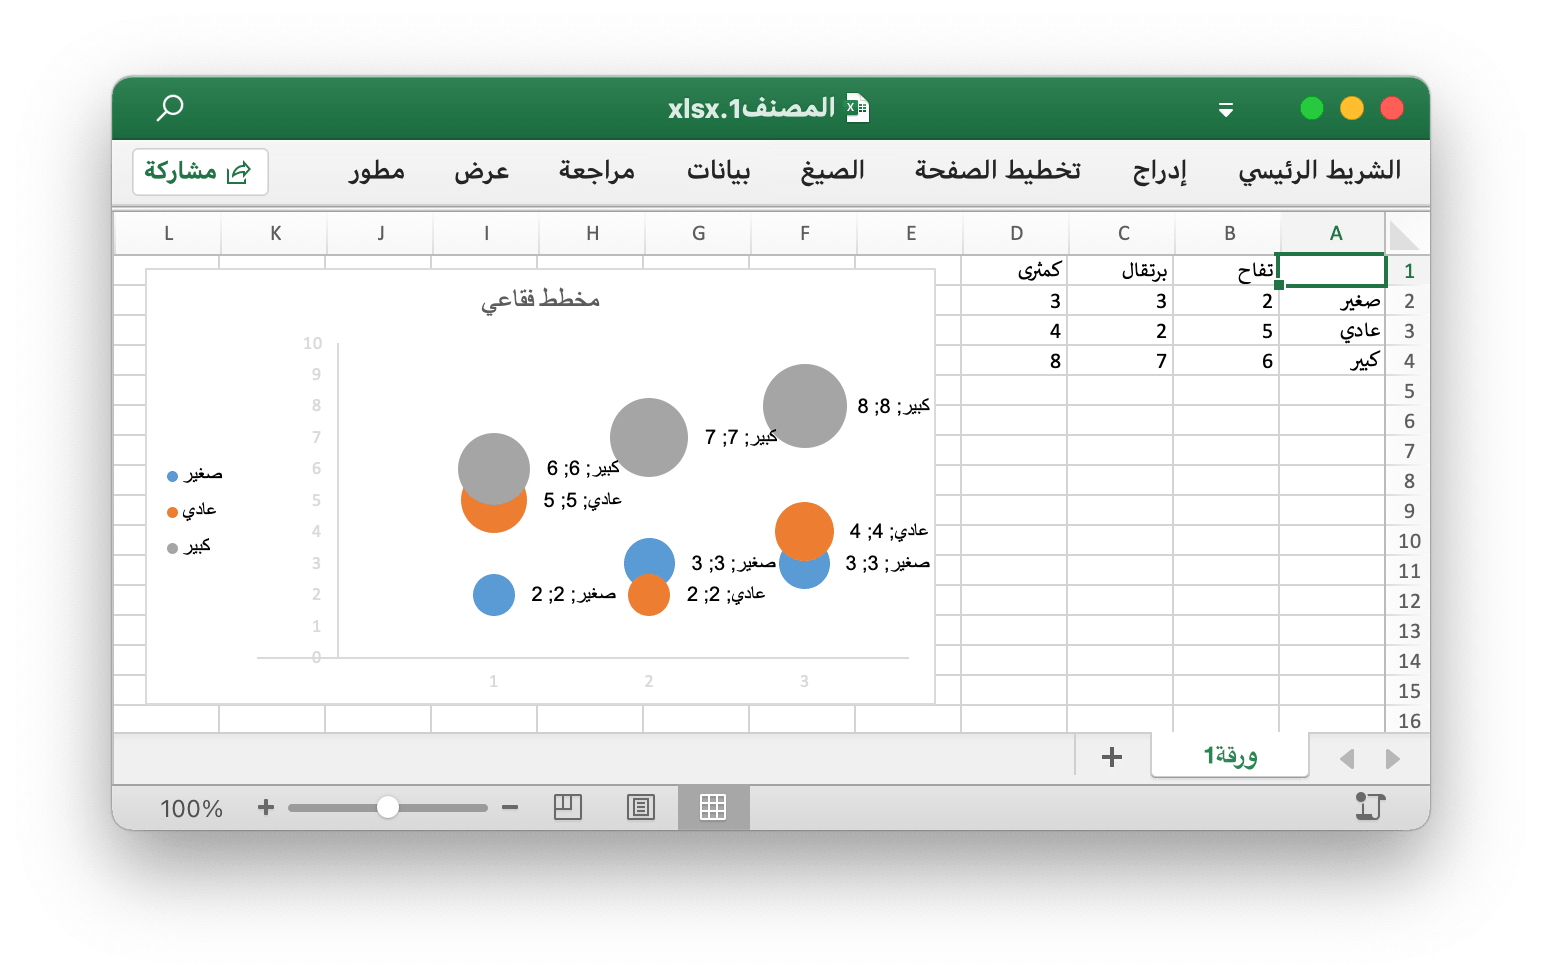 المصنف1.xlsx
الشريط الرئيسي إدراج تخطيط الصفحة الصيغ بيانات مراجعة عرض مطور مشاركة
A B C D E F G H I J K L
1 تفاح برتقال كمثرى
2 صغير 2 3 3
3 عادي 5 2 4
4 كبير 6 7 8
5
6
7
8
9
10
11
12
13
14
15
16
مخطط فقاعي
10
9
8
7
6
5
4
3
2
1
0
1 2 3
كبير; 8; 8
كبير; 7; 7
كبير; 6; 6
عادي; 5; 5
عادي; 4; 4
صغير; 3; 3
صغير; 3; 3
صغير; 2; 2
عادي; 2; 2
صغير
عادي
كبير
ورقة1
100%